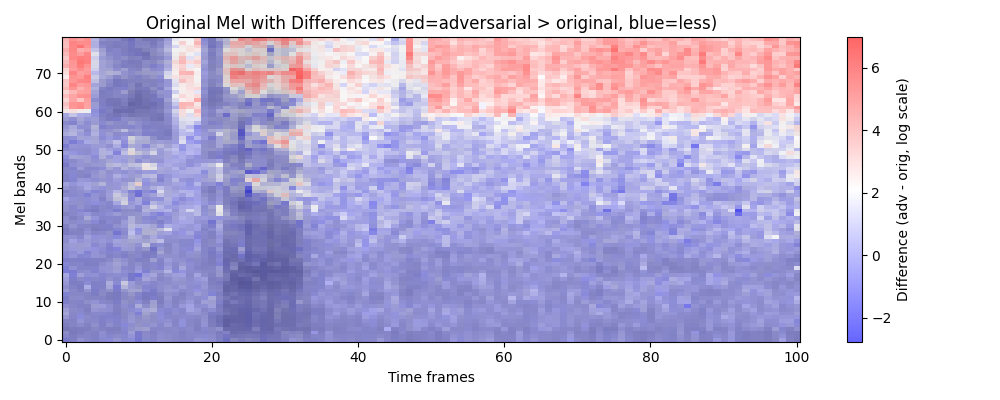 Original Mel with Differences (red=adversarial > original, blue=less)
Mel bands
70
60
50
40
30
20
10
0
0 20 40 60 80 100
Time frames
6
4
2
0
−2
Difference (adv - orig, log scale)